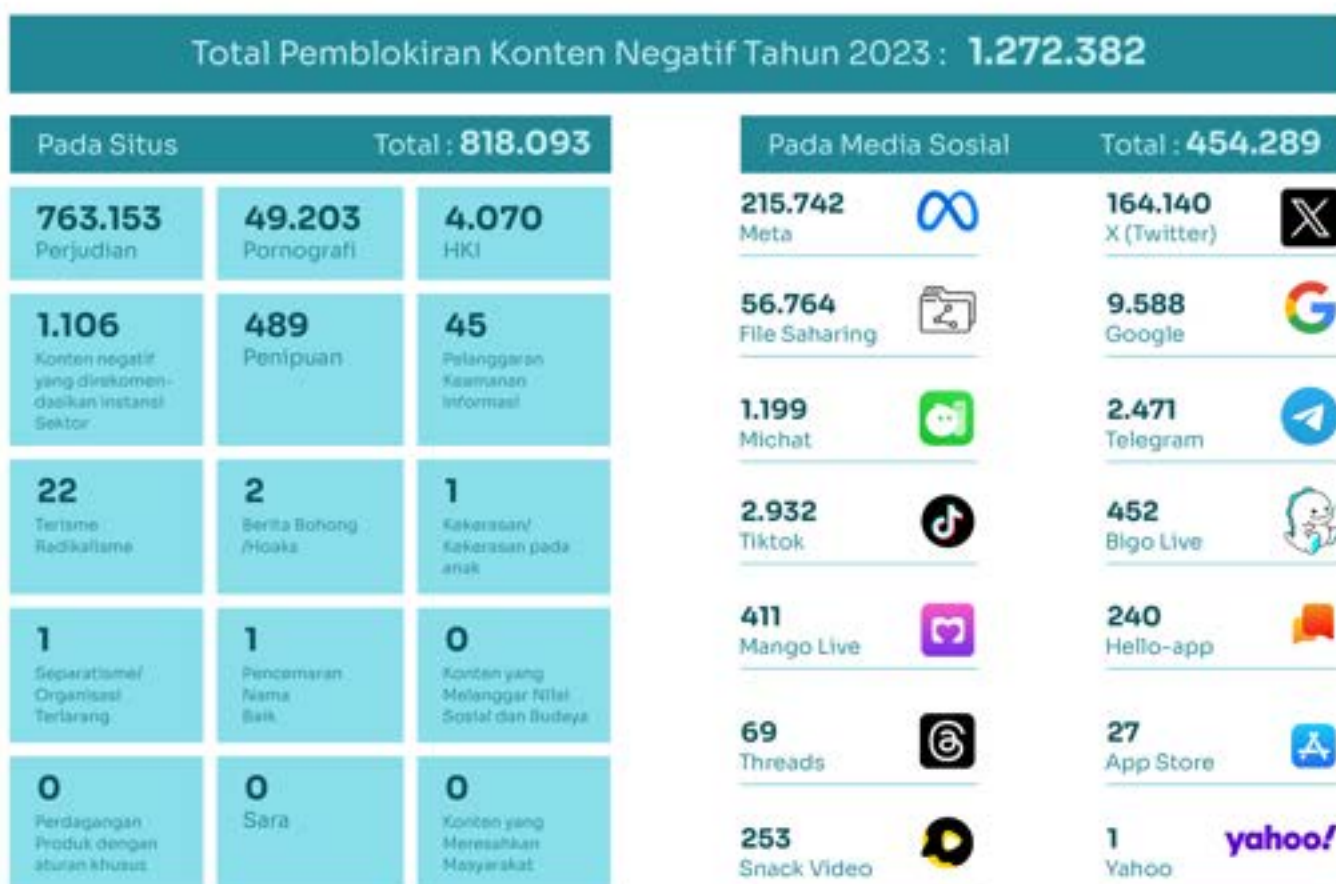 Total Pemblokiran Konten Negatif Tahun 2023 : 1.272.382
Pada Situs Total : 818.093
763.153
Perjudian
49.203
Pornografi
4.070
HKI
1.106
Konten negatif
yang direkomen-
dasikan instansi
Sektor
489
Penipuan
45
Pelanggaran
Keamanan
Informasi
22
Terisme
Radikalisme
2
Berita Bohong
/Hoaks
1
Kekerasan/
Kekerasan pada
anak
1
Separatisme/
Organisasi
Terlarang
1
Pencemaran
Nama
Baik
0
Konten yang
Melanggar Nilai
Sosial dan Budaya
0
Perdagangan
Produk dengan
aturan khusus
0
Sara
0
Konten yang
Meresahkan
Masyarakat
Pada Media Sosial Total : 454.289
215.742
Meta
164.140
X (Twitter)
56.764
File Saharing
9.588
Google
1.199
Michat
2.471
Telegram
2.932
Tiktok
452
Bigo Live
411
Mango Live
240
Hello-app
69
Threads
27
App Store
253
Snack Video
1
Yahoo
yahoo!